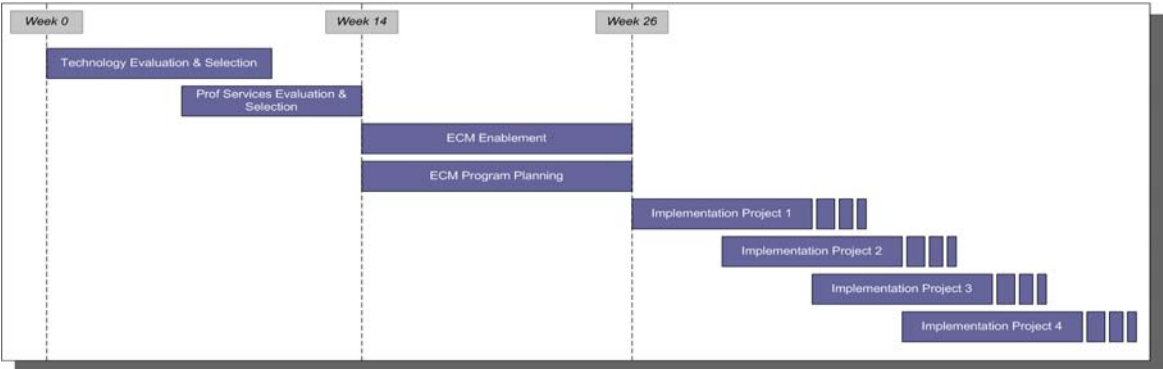 Week 0
Week 14
Week 26
Technology Evaluation & Selection
Prof Services Evaluation &
Selection
ECM Enablement
ECM Program Planning
Implementation Project 1
Implementation Project 2
Implementation Project 3
Implementation Project 4